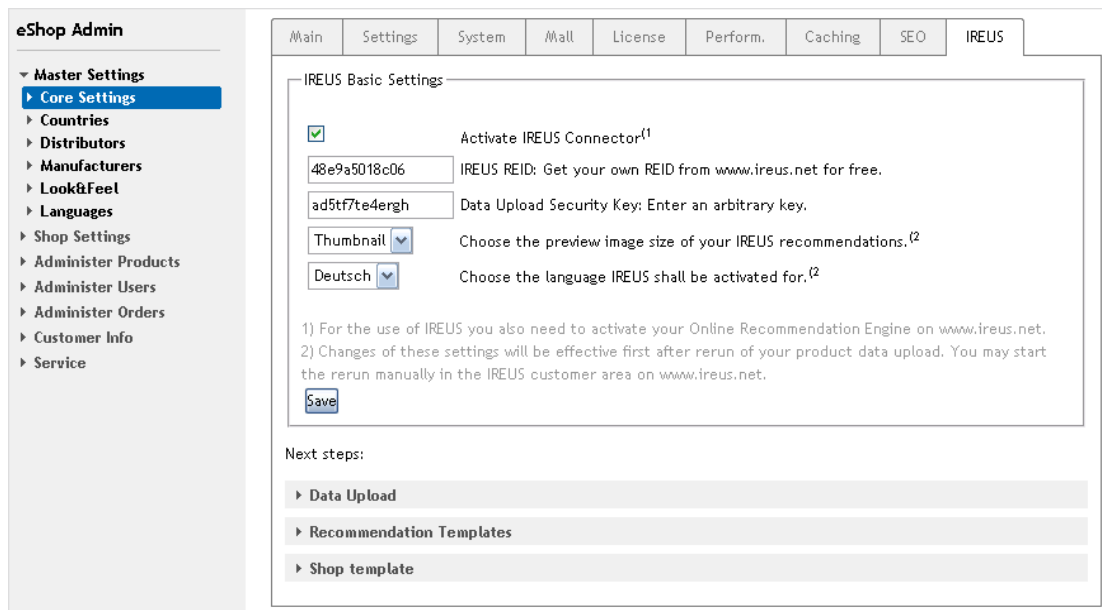 eShop Admin
Master Settings
Core Settings
Countries
Distributors
Manufacturers
Look&Feel
Languages
Shop Settings
Administer Products
Administer Users
Administer Orders
Customer Info
Service
Main Settings System Mall License Perform. Caching SEO IREUS
IREUS Basic Settings
Activate IREUS Connector(1
48e9a5018c06 IREUS REID: Get your own REID from www.ireus.net for free.
ad5tf7te4ergh Data Upload Security Key: Enter an arbitrary key.
Thumbnail Choose the preview image size of your IREUS recommendations.(2
Deutsch Choose the language IREUS shall be activated for.(2
1) For the use of IREUS you also need to activate your Online Recommendation Engine on www.ireus.net.
2) Changes of these settings will be effective first after rerun of your product data upload. You may start
the rerun manually in the IREUS customer area on www.ireus.net.
Save
Next steps:
Data Upload
Recommendation Templates
Shop template